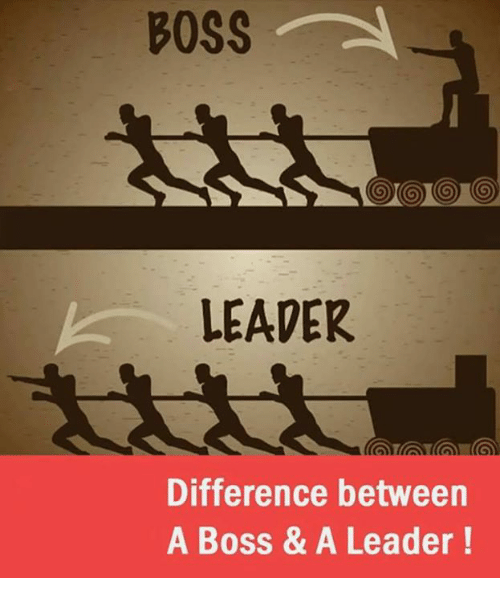 BOSS
LEADER
Difference between
A Boss & A Leader !